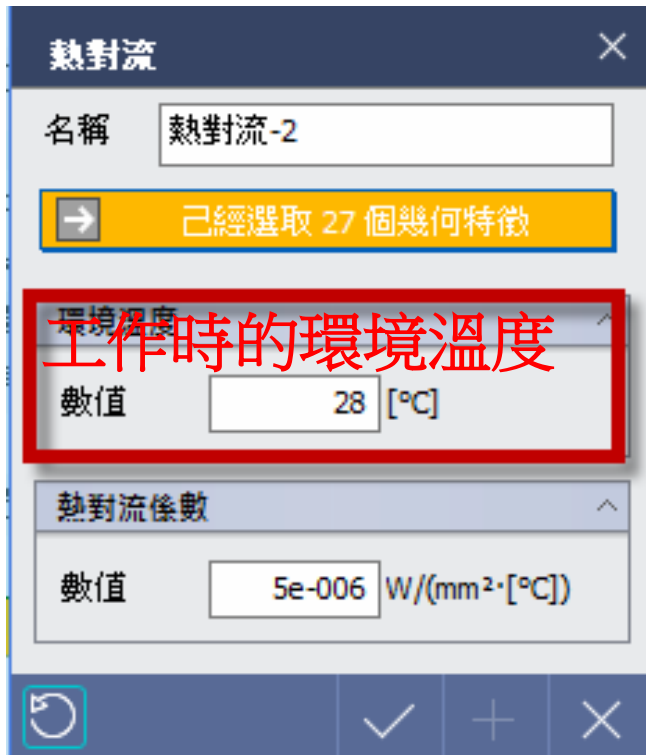 熱對流
名稱 熱對流-2
已經選取 27 個幾何特徵
環境溫度
工作時的環境溫度
數值 28 [°C]
熱對流係數
數值 5e-006 W/(mm²·[°C])